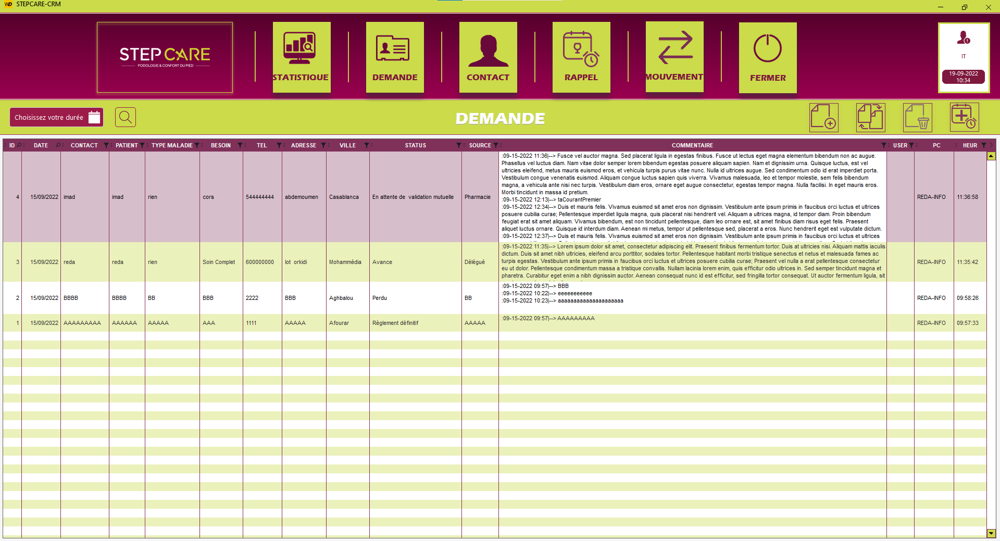 STEPCARE-CRM
STEP CARE
PODOLOGIE & CONFORT DU PIED
STATISTIQUE
DEMANDE
CONTACT
RAPPEL
MOUVEMENT
FERMER
IT
19-09-2022
10:34
Choisissez votre durée
DEMANDE
ID DATE CONTACT PATIENT TYPE MALADIE BESOIN TEL ADRESSE VILLE STATUS SOURCE COMMENTAIRE USER PC HEUR
4 15/09/2022 imad imad rien cors 544444444 abdemoumen Casablanca En attente de validation mutuelle Pharmacie
:09-15-2022 11:36|--> Fusce vel auctor magna. Sed placerat ligula in egestas finibus. Fusce ut lectus eget magna elementum bibendum non ac augue.
Phasellus vel luctus diam. Nam vitae dolor semper lorem bibendum egestas posuere aliquam sapien. Nam et dignissim urna. Quisque luctus, est vel
ultricies eleifend, metus mauris euismod eros, et vehicula turpis purus vitae nunc. Nulla id ultrices augue. Sed condimentum odio id erat imperdiet porta.
Vestibulum congue venenatis euismod. Aliquam congue luctus sapien quis viverra. Vivamus malesuada, leo et tempor molestie, sem felis bibendum
magna, a vehicula ante nisi nec turpis. Vestibulum diam eros, ornare eget augue consectetur, egestas tempor magna. Nulla facilisi. In eget mauris eros.
Morbi tincidunt in massa id pretium.
:09-15-2022 12:13|--> taCourantPremier
:09-15-2022 12:34|--> Duis et mauris felis. Vivamus euismod sit amet eros non dignissim. Vestibulum ante ipsum primis in faucibus orci luctus et ultrices
posuere cubilia curae; Pellentesque imperdiet ligula magna, quis placerat nisi hendrerit vel. Aliquam a ultrices magna, id tempor diam. Proin bibendum
feugiat erat sit amet aliquam. Vivamus bibendum, est non tincidunt pellentesque, diam leo ornare est, sit amet finibus diam risus eget felis. Praesent
aliquet luctus ornare. Quisque id interdum diam. Aenean mi metus, tempor ut pellentesque sed, placerat a eros. Nunc hendrerit eget est vulputate dictum.
:09-15-2022 12:37|--> Duis et mauris felis. Vivamus euismod sit amet eros non dignissim. Vestibulum ante ipsum primis in faucibus orci luctus et ultrices
REDA-INFO 11:36:58
3 15/09/2022 reda reda rien Soin Complet 600000000 lot orkidi Mohammédia Avance Délégué
:09-15-2022 11:35|--> Lorem ipsum dolor sit amet, consectetur adipiscing elit. Praesent finibus fermentum tortor. Duis at ultricies nisi. Aliquam mattis iaculis
dictum. Duis sit amet nibh ultricies, eleifend arcu porttitor, sodales tortor. Pellentesque habitant morbi tristique senectus et netus et malesuada fames ac
turpis egestas. Vestibulum ante ipsum primis in faucibus orci luctus et ultrices posuere cubilia curae; Praesent vel nulla a erat pellentesque consectetur
eu ut dolor. Pellentesque condimentum massa a tristique convallis. Nullam lacinia lorem enim, quis efficitur odio ultrices in. Sed semper tincidunt magna et
pharetra. Curabitur eget enim a nibh dignissim auctor. Aenean consequat nunc id est efficitur, sed fringilla tortor consequat. Ut auctor fermentum ligula, sit
REDA-INFO 11:35:42
2 15/09/2022 BBBB BBBB BB BBB 2222 BBB Aghbalou Perdu BB
:09-15-2022 09:57|--> BBB
:09-15-2022 10:22|--> eeeeeeeeeee
:09-15-2022 10:23|--> aaaaaaaaaaaaaaaaaaaaa
REDA-INFO 09:58:26
1 15/09/2022 AAAAAAAAA AAAAAA AAAAA AAA 1111 AAAAA Afourar Règlement définitif AAAAA
:09-15-2022 09:57|--> AAAAAAAAA
REDA-INFO 09:57:33